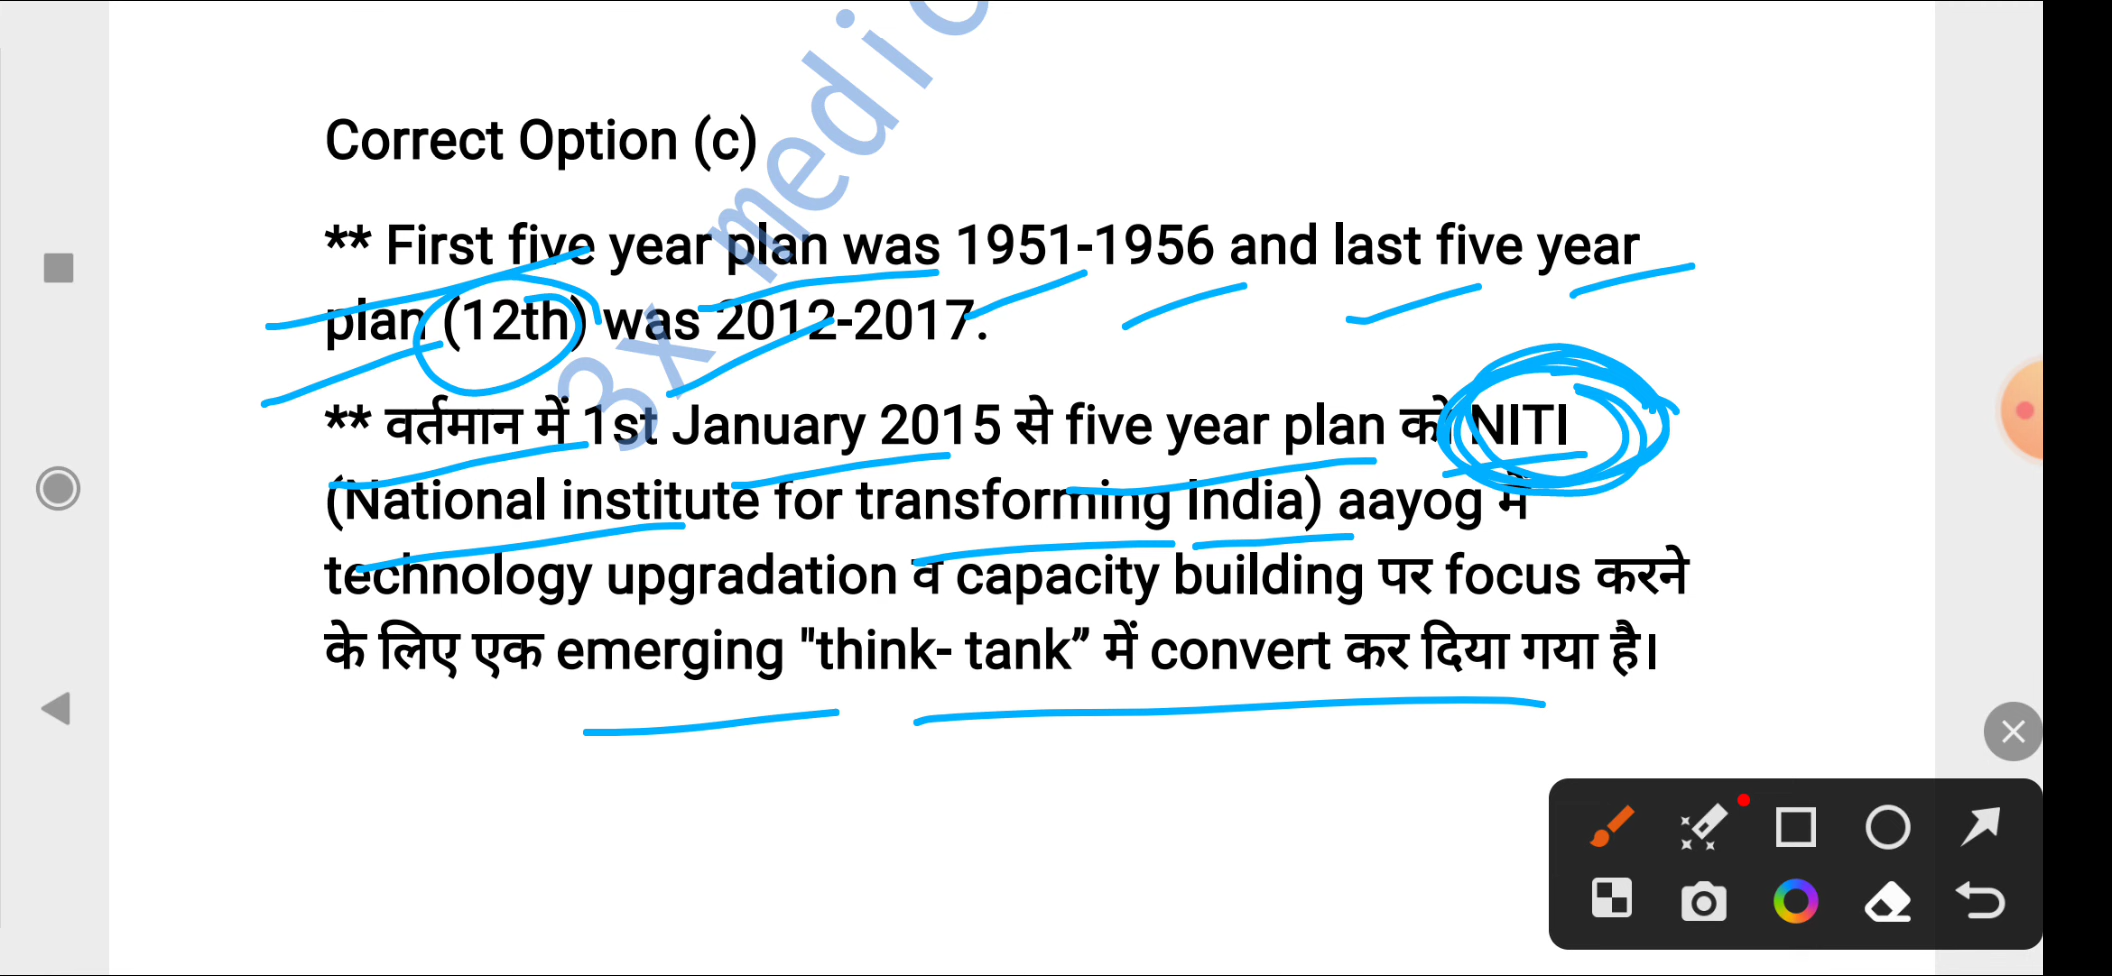 Correct Option (c)
** First five year plan was 1951-1956 and last five year
plan (12th) was 2012-2017.
** वर्तमान में 1st January 2015 से five year plan को NITI
(National institute for transforming India) aayog में
technology upgradation व capacity building पर focus करने
के लिए एक emerging "think- tank” में convert कर दिया गया है।
3x medic